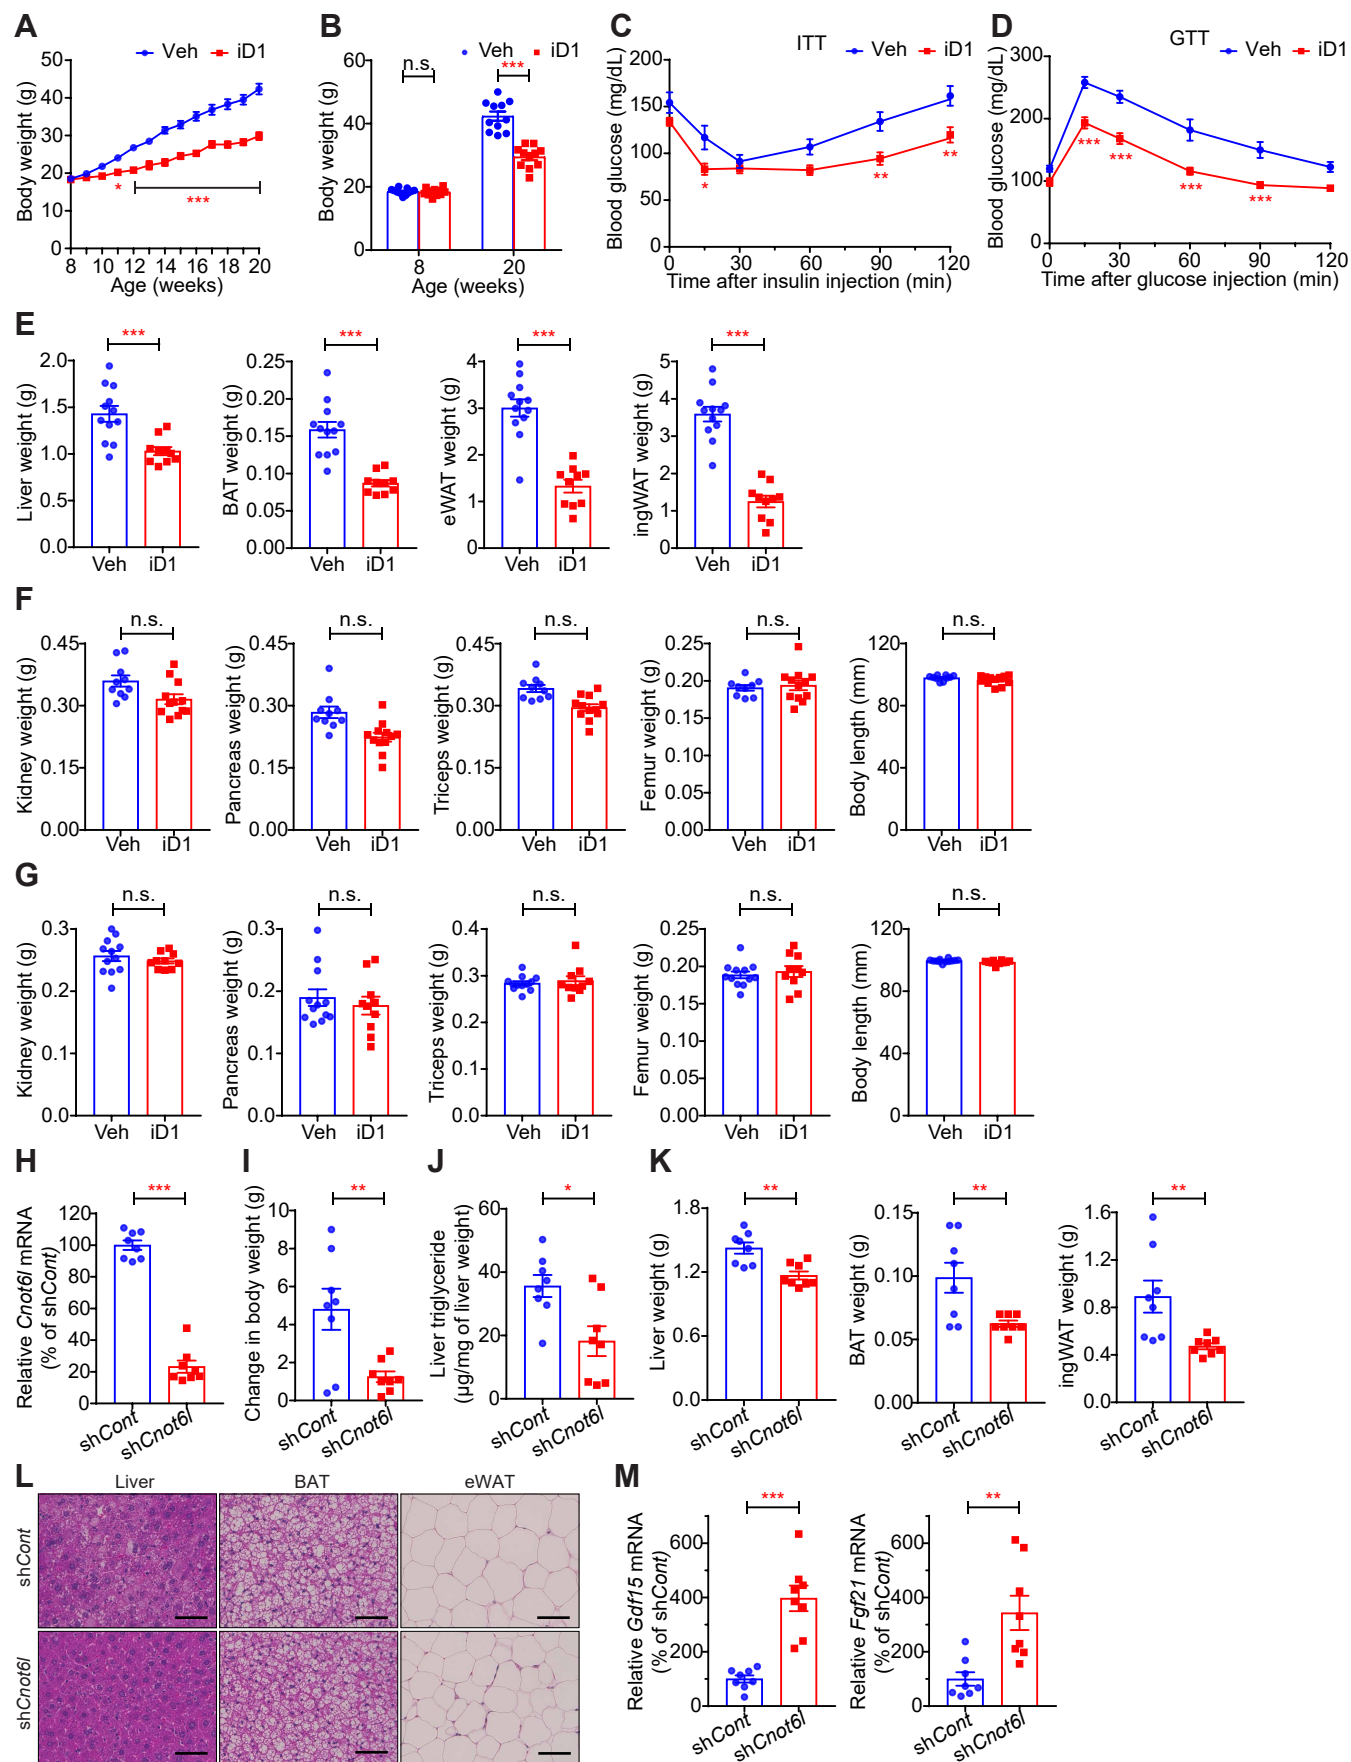 A
Veh iD1
50
40
30
20
10
0
Body weight (g)
8 10 12 14 16 18 20
Age (weeks)
*
***
B
Veh iD1
n.s.
***
60
40
20
0
Body weight (g)
8 20
Age (weeks)
C
ITT
Veh iD1
200
150
100
50
0
Blood glucose (mg/dL)
* ** **
0 30 60 90 120
Time after insulin injection (min)
D
GTT
Veh iD1
300
200
100
0
Blood glucose (mg/dL)
*** *** *** ***
0 30 60 90 120
Time after glucose injection (min)
E
***
2.0
1.5
1.0
0.5
0.0
Liver weight (g)
Veh iD1
***
0.25
0.20
0.15
0.10
0.05
0.00
BAT weight (g)
Veh iD1
***
4
3
2
1
0
eWAT weight (g)
Veh iD1
***
5
4
3
2
1
0
ingWAT weight (g)
Veh iD1
F
n.s.
0.45
0.30
0.15
0.00
Kidney weight (g)
Veh iD1
n.s.
0.45
0.30
0.15
0.00
Pancreas weight (g)
Veh iD1
n.s.
0.45
0.30
0.15
0.00
Triceps weight (g)
Veh iD1
n.s.
0.25
0.20
0.15
0.10
0.05
0.00
Femur weight (g)
Veh iD1
n.s.
120
80
40
0
Body length (mm)
Veh iD1
G
n.s.
0.3
0.2
0.1
0.0
Kidney weight (g)
Veh iD1
n.s.
0.3
0.2
0.1
0.0
Pancreas weight (g)
Veh iD1
n.s.
0.4
0.3
0.2
0.1
0.0
Triceps weight (g)
Veh iD1
n.s.
0.25
0.20
0.15
0.10
0.05
0.00
Femur weight (g)
Veh iD1
n.s.
120
80
40
0
Body length (mm)
Veh iD1
H
***
120
100
80
60
40
20
0
Relative Cnot6l mRNA
(% of shCont)
shCont shCnot6l
I
**
10
8
6
4
2
0
Change in body weight (g)
shCont shCnot6l
J
*
60
40
20
0
Liver triglyceride
(μg/mg of liver weight)
shCont shCnot6l
K
**
1.8
1.2
0.6
0.0
Liver weight (g)
shCont shCnot6l
**
0.15
0.10
0.05
0.00
BAT weight (g)
shCont shCnot6l
**
1.6
1.2
0.8
0.4
0.0
ingWAT weight (g)
shCont shCnot6l
L
Liver BAT eWAT
shCont
shCnot6l
M
***
600
400
200
0
Relative Gdf15 mRNA
(% of shCont)
shCont shCnot6l
**
600
400
200
0
Relative Fgf21 mRNA
(% of shCont)
shCont shCnot6l